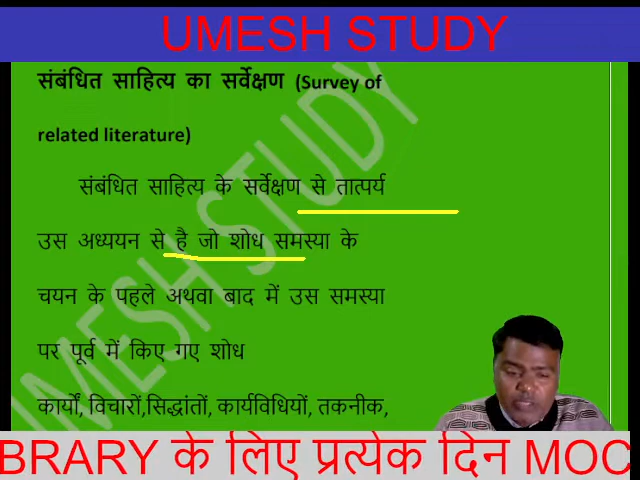 UMESH STUDY
संबंधित साहित्य का सर्वेक्षण (Survey of
related literature)
संबंधित साहित्य के सर्वेक्षण से तात्पर्य
उस अध्ययन से है जो शोध समस्या के
चयन के पहले अथवा बाद में उस समस्या
पर पूर्व में किए गए शोध
कार्यों, विचारों,सिद्धांतों, कार्यविधियों, तकनीक,
UMESH STUDY
BRARY के लिए प्रत्येक दिन MOC